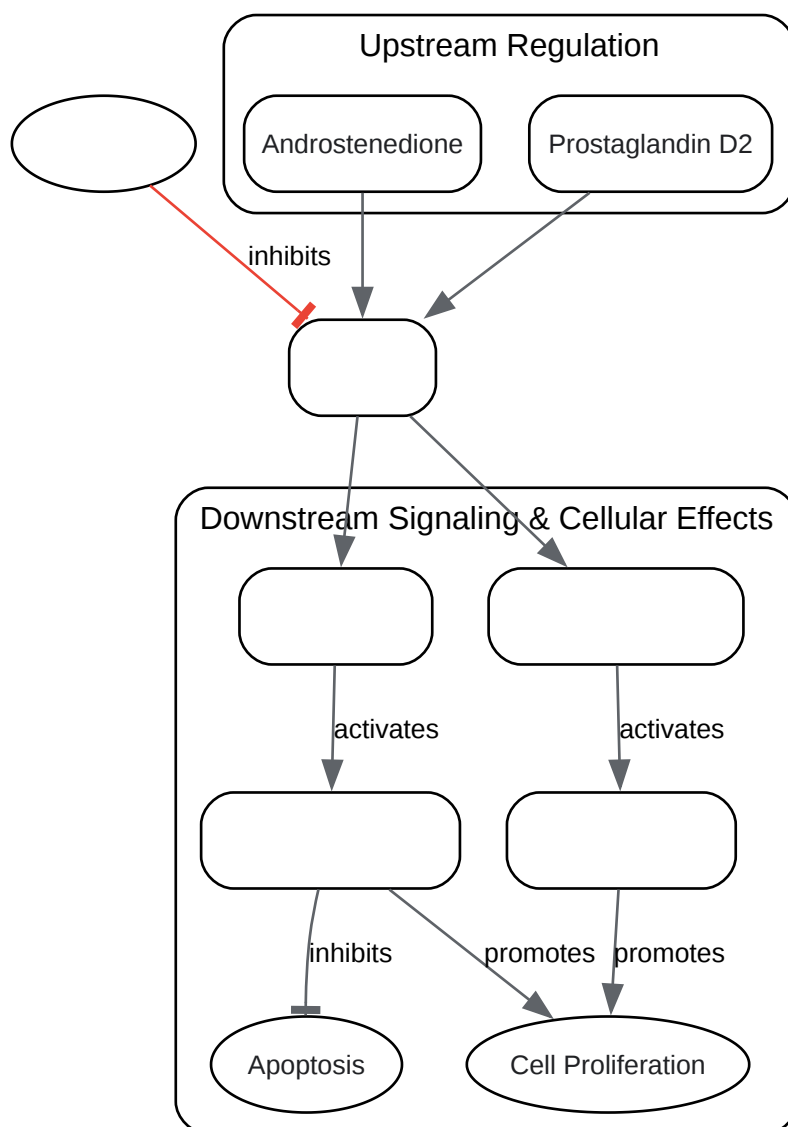 Upstream Regulation
Androstenedione
Prostaglandin D2
inhibits
Downstream Signaling & Cellular Effects
activates
activates
inhibits
promotes
promotes
Apoptosis
Cell Proliferation